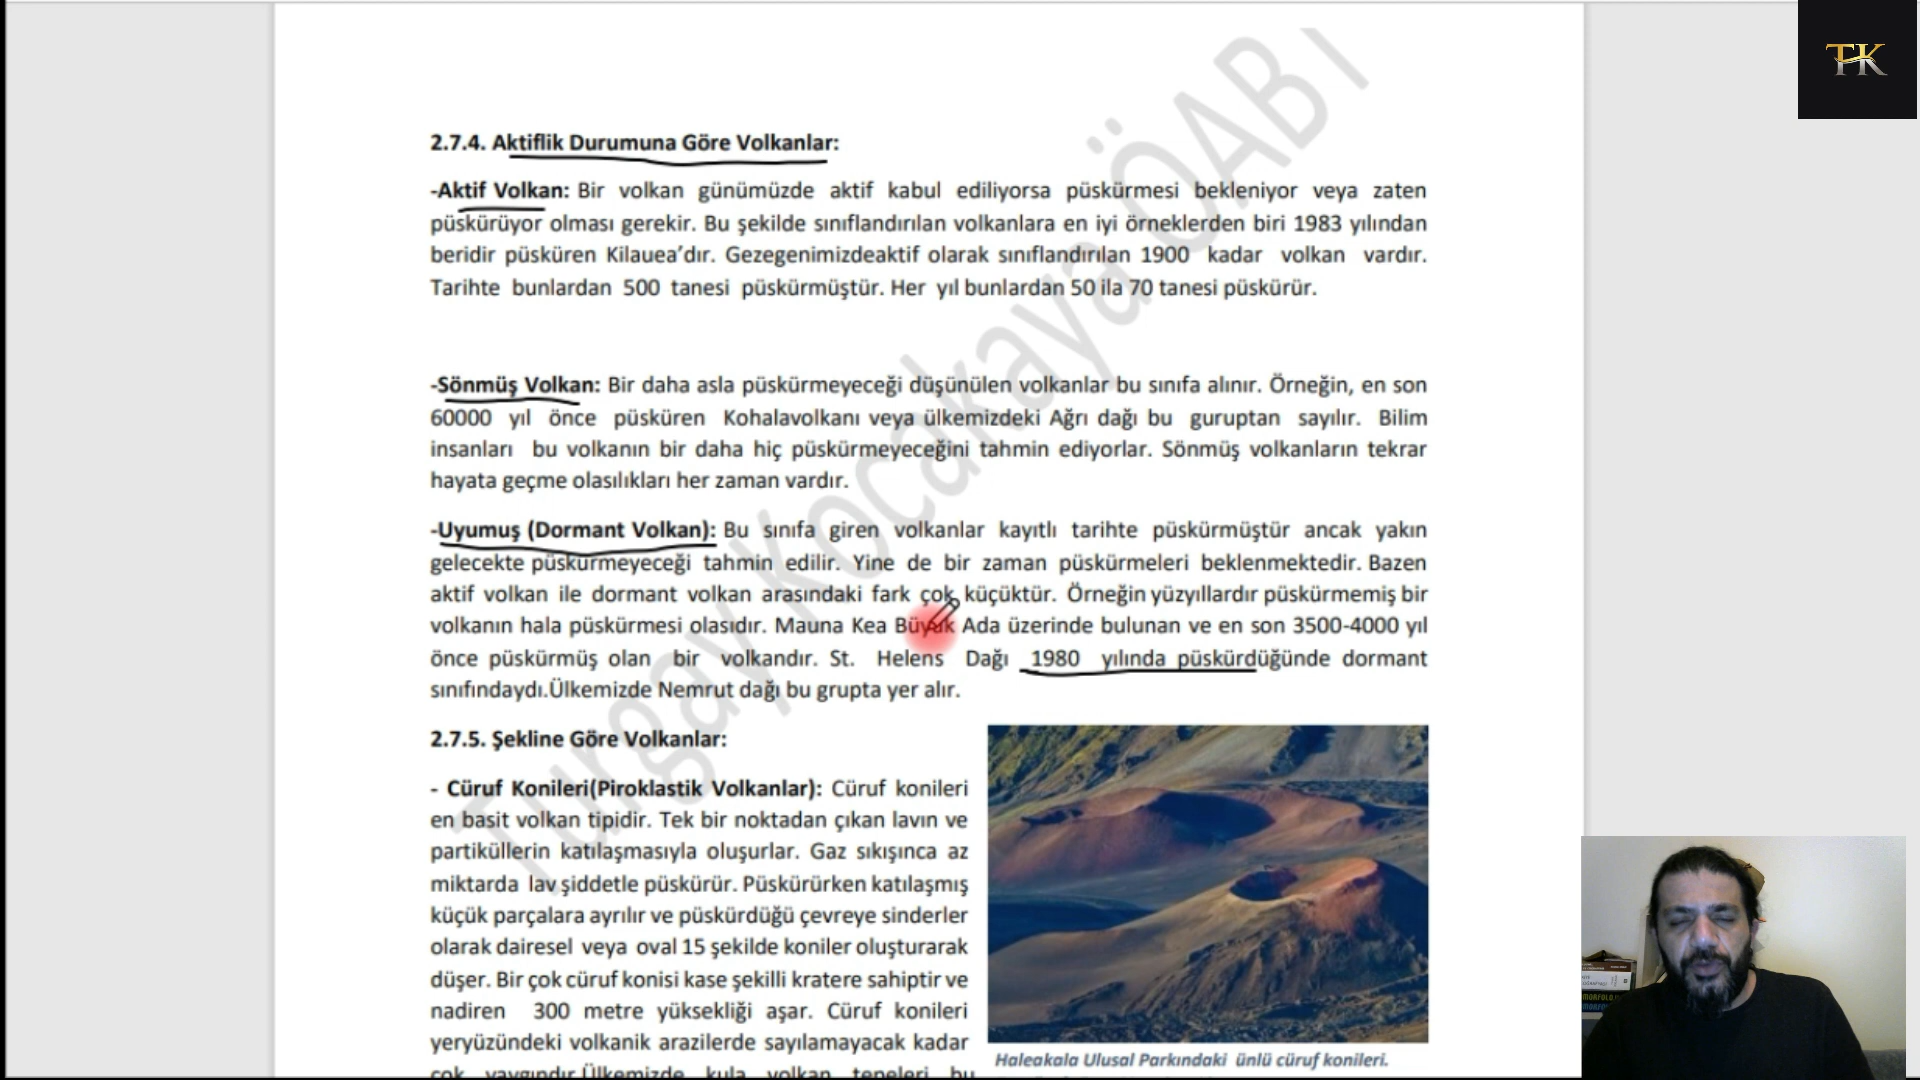 TK
2.7.4. Aktiflik Durumuna Göre Volkanlar:
-Aktif Volkan: Bir volkan günümüzde aktif kabul ediliyorsa püskürmesi bekleniyor veya zaten
püskürüyor olması gerekir. Bu şekilde sınıflandırılan volkanlara en iyi örneklerden biri 1983 yılından
beridir püsküren Kilauea’dır. Gezegenimizdeaktif olarak sınıflandırılan 1900 kadar volkan vardır.
Tarihte bunlardan 500 tanesi püskürmüştür. Her yıl bunlardan 50 ila 70 tanesi püskürür.
-Sönmüş Volkan: Bir daha asla püskürmeyeceği düşünülen volkanlar bu sınıfa alınır. Örneğin, en son
60000 yıl önce püsküren Kohalavolkanı veya ülkemizdeki Ağrı dağı bu guruptan sayılır. Bilim
insanları bu volkanın bir daha hiç püskürmeyeceğini tahmin ediyorlar. Sönmüş volkanların tekrar
hayata geçme olasılıkları her zaman vardır.
-Uyumuş (Dormant Volkan): Bu sınıfa giren volkanlar kayıtlı tarihte püskürmüştür ancak yakın
gelecekte püskürmeyeceği tahmin edilir. Yine de bir zaman püskürmeleri beklenmektedir. Bazen
aktif volkan ile dormant volkan arasındaki fark çok küçüktür. Örneğin yüzyıllardır püskürmemiş bir
volkanın hala püskürmesi olasıdır. Mauna Kea Büyük Ada üzerinde bulunan ve en son 3500-4000 yıl
önce püskürmüş olan bir volkandır. St. Helens Dağı 1980 yılında püskürdüğünde dormant
sınıfındaydı.Ülkemizde Nemrut dağı bu grupta yer alır.
2.7.5. Şekline Göre Volkanlar:
- Cüruf Konileri(Piroklastik Volkanlar): Cüruf konileri
en basit volkan tipidir. Tek bir noktadan çıkan lavın ve
partiküllerin katılaşmasıyla oluşurlar. Gaz sıkışınca az
miktarda lav şiddetle püskürür. Püskürürken katılaşmış
küçük parçalara ayrılır ve püskürdüğü çevreye sinderler
olarak dairesel veya oval 15 şekilde koniler oluşturarak
düşer. Bir çok cüruf konisi kase şekilli kratere sahiptir ve
nadiren 300 metre yüksekliği aşar. Cüruf konileri
yeryüzündeki volkanik arazilerde sayılamayacak kadar
çok yaygındır.Ülkemizde kula volkan tepeleri bu
Haleakala Ulusal Parkındaki ünlü cüruf konileri.
Turgay Kocakaya ÖABT